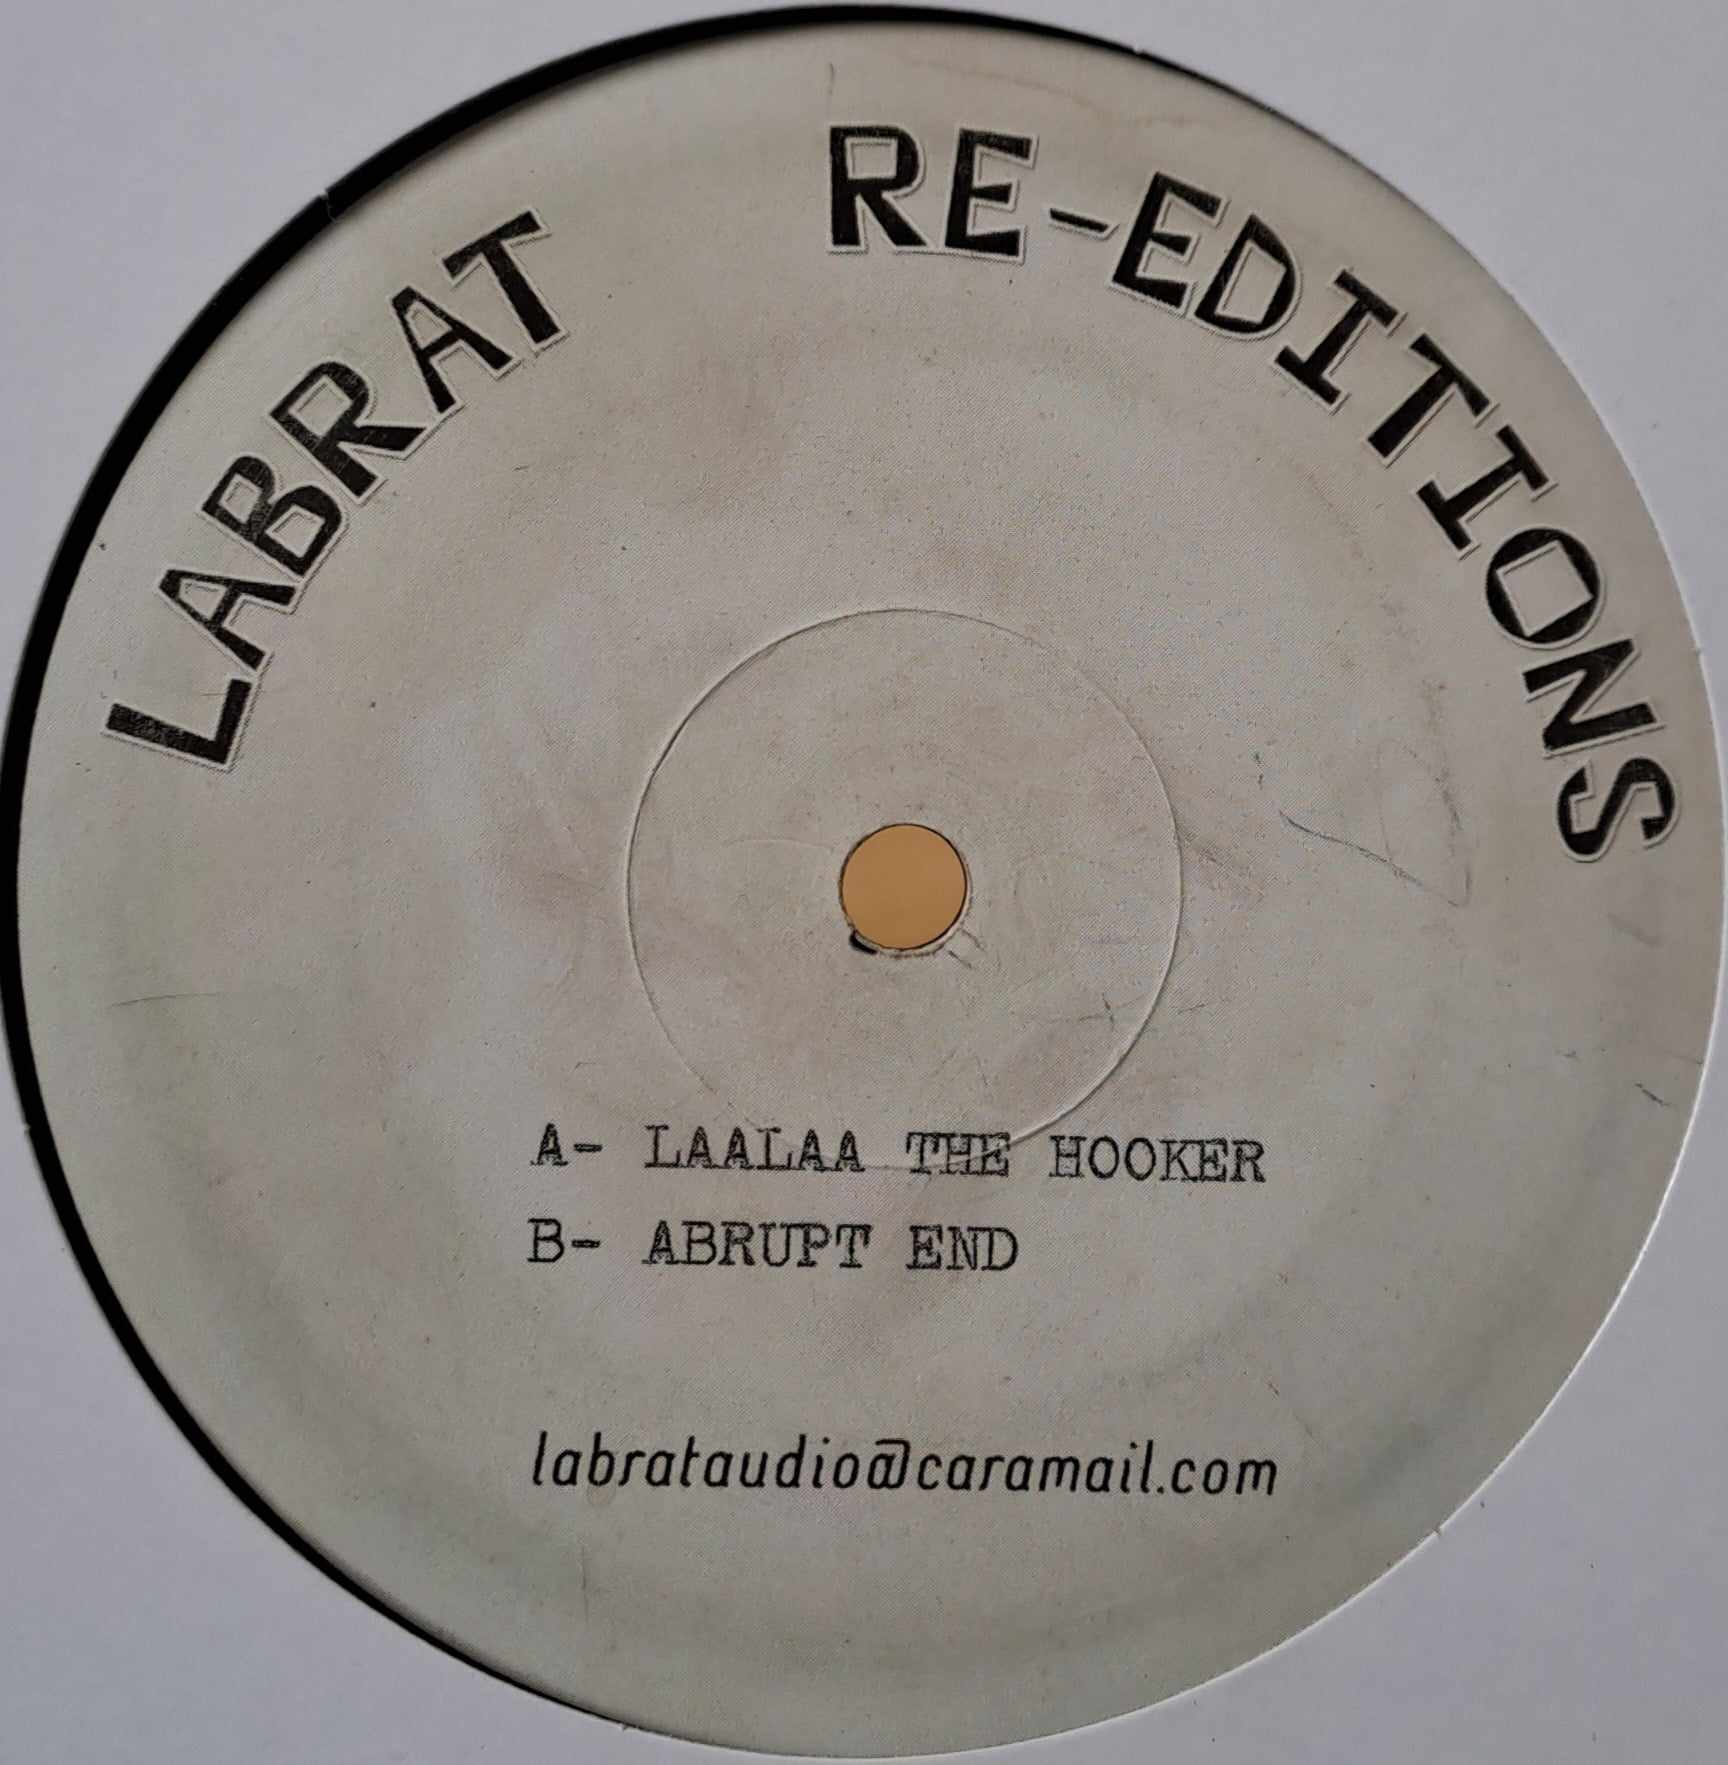 LABRAT RE-EDITIONS
A- LAALAA THE HOOKER
B- ABRUPT END
labrataudio@caramail.com